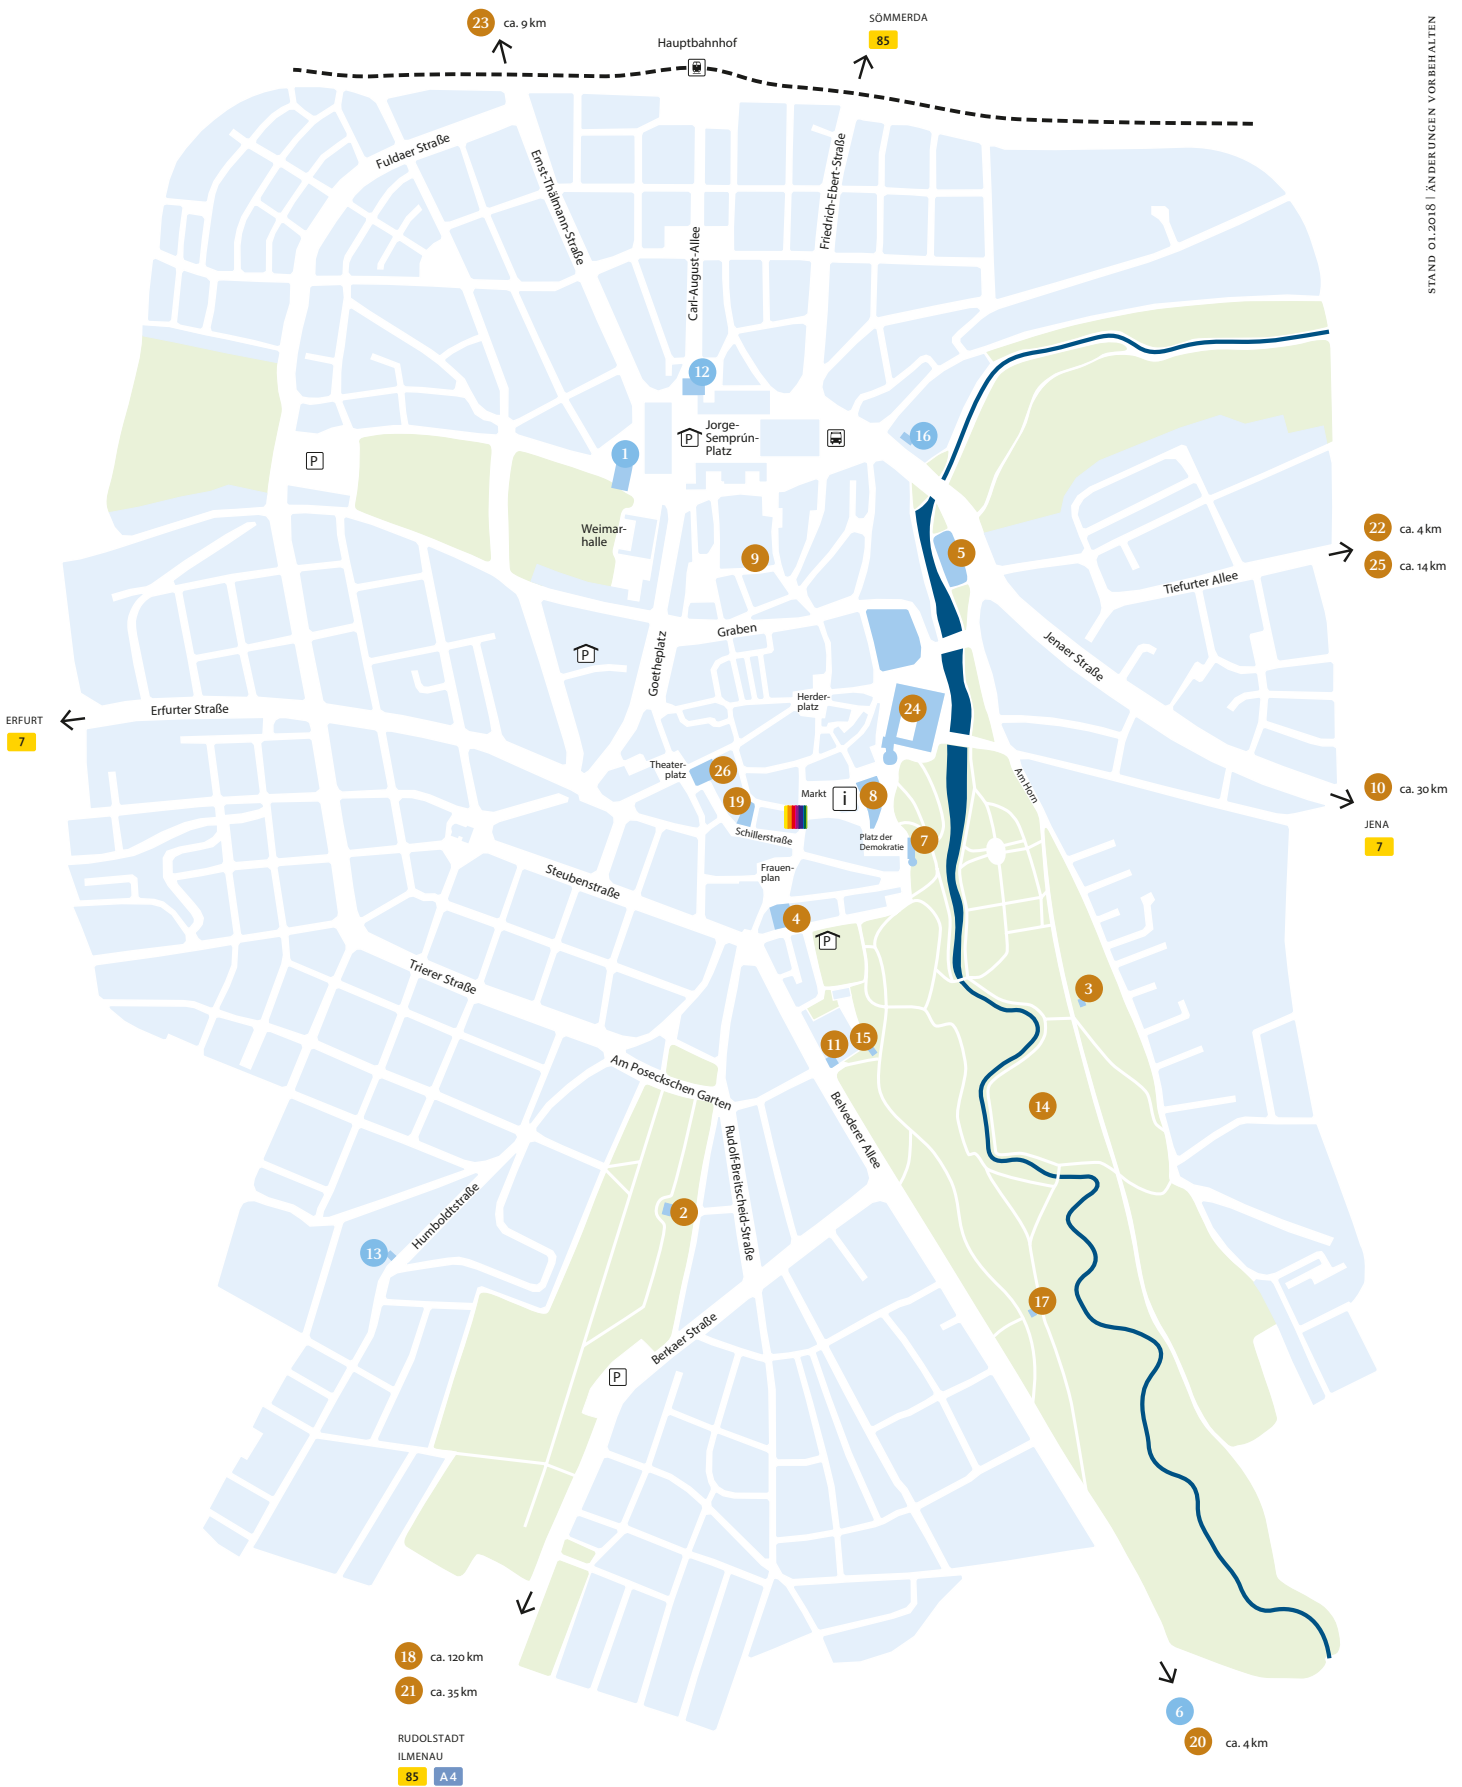 23 ca. 9 km
SÖMMERDA
85
Hauptbahnhof
STAND 01.2018 | ÄNDERUNGEN VORBEHALTEN
Fuldaer Straße
Ernst-Thälmann-Straße
Friedrich-Ebert-Straße
Carl-August-Allee
12
Jorge-
Semprún-
Platz
P
16
1
P
Weimar-
halle
9
5
22 ca. 4 km
25 ca. 14 km
Tiefurter Allee
Graben
Jenaer Straße
Goetheplatz
P
Herder-
platz
24
ERFURT
7
Erfurter Straße
Theater-
platz
26
19
Markt
i
8
Am Horn
10 ca. 30 km
JENA
7
Schillerstraße
Platz der
Demokratie
7
Frauen-
plan
Steubenstraße
4
P
Trierer Straße
3
11
15
Am Poseckschen Garten
14
Belvederer Allee
Rudolf-Breitscheid-Straße
2
Humboldtstraße
13
17
Berkaer Straße
P
18 ca. 120 km
21 ca. 35 km
RUDOLSTADT
ILMENAU
85 A 4
6
20 ca. 4 km